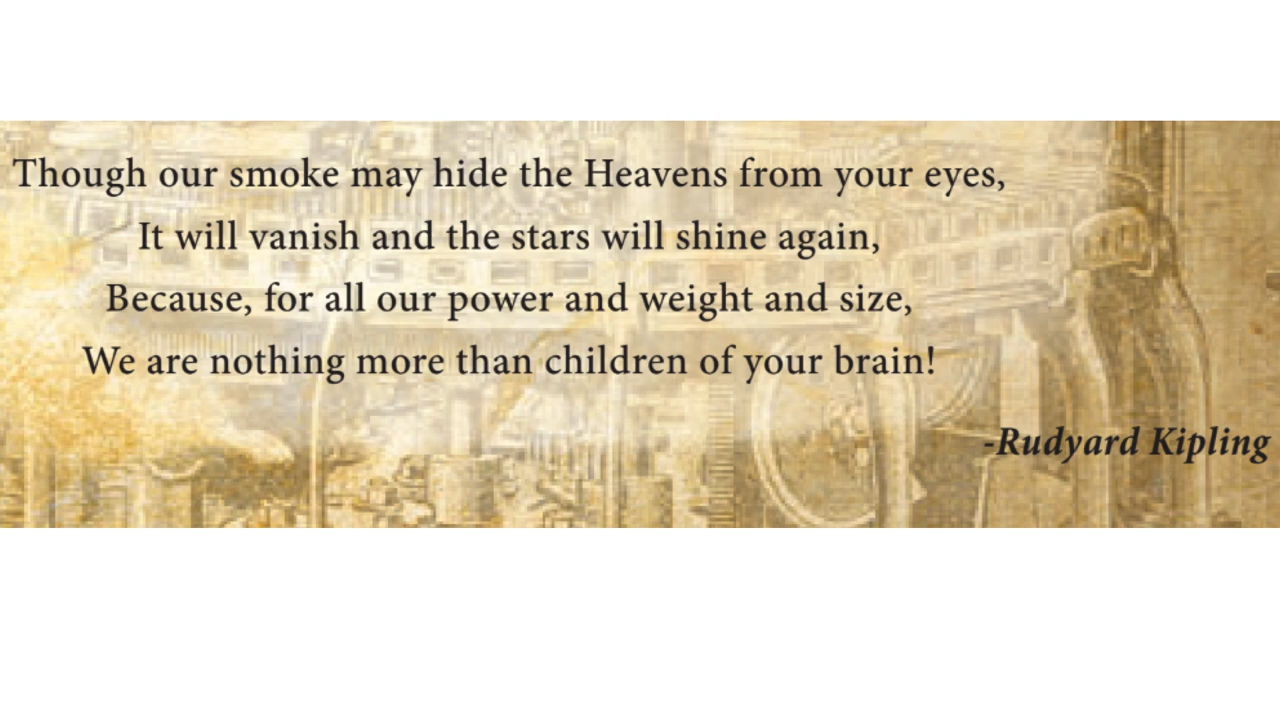 Though our smoke may hide the Heavens from your eyes,
It will vanish and the stars will shine again,
Because, for all our power and weight and size,
We are nothing more than children of your brain!
-Rudyard Kipling